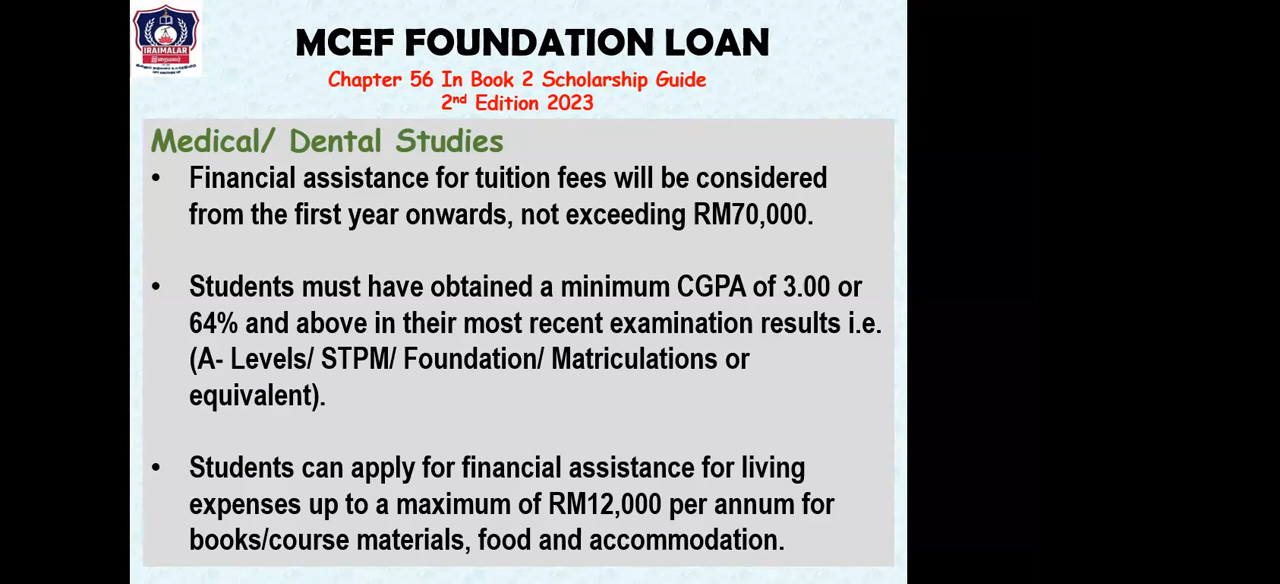 IRAIMALAR
இறைமலர்
MCEF FOUNDATION LOAN
Chapter 56 In Book 2 Scholarship Guide
2nd Edition 2023
Medical/ Dental Studies
• Financial assistance for tuition fees will be considered
from the first year onwards, not exceeding RM70,000.
• Students must have obtained a minimum CGPA of 3.00 or
64% and above in their most recent examination results i.e.
(A- Levels/ STPM/ Foundation/ Matriculations or
equivalent).
• Students can apply for financial assistance for living
expenses up to a maximum of RM12,000 per annum for
books/course materials, food and accommodation.